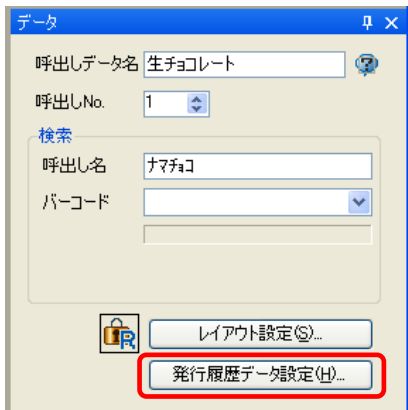 データ
呼出しデータ名 生チョコレート
呼出しNo. 1
検索
呼出し名 ナマチョコ
バーコード
R
レイアウト設定(S)...
発行履歴データ設定(H)...